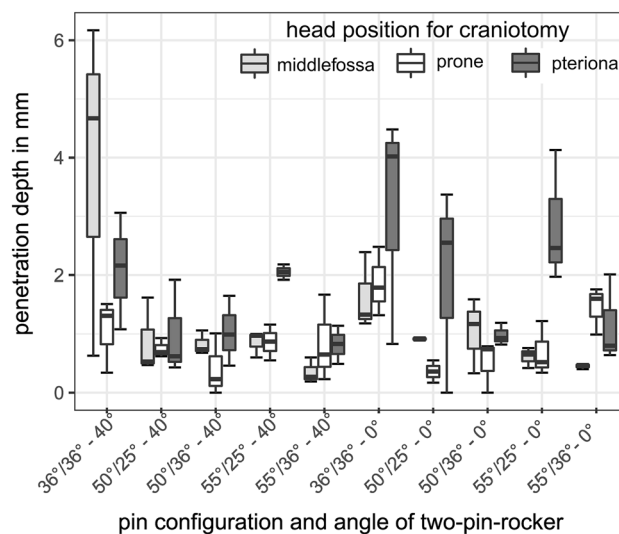 head position for craniotomy
middlefossa prone pteriona
penetration depth in mm
6
4
2
0
36°/36° - 40°
50°/25° - 40°
50°/36° - 40°
55°/25° - 40°
55°/36° - 40°
36°/36° - 0°
50°/25° - 0°
50°/36° - 0°
55°/25° - 0°
55°/36° - 0°
pin configuration and angle of two-pin-rocker